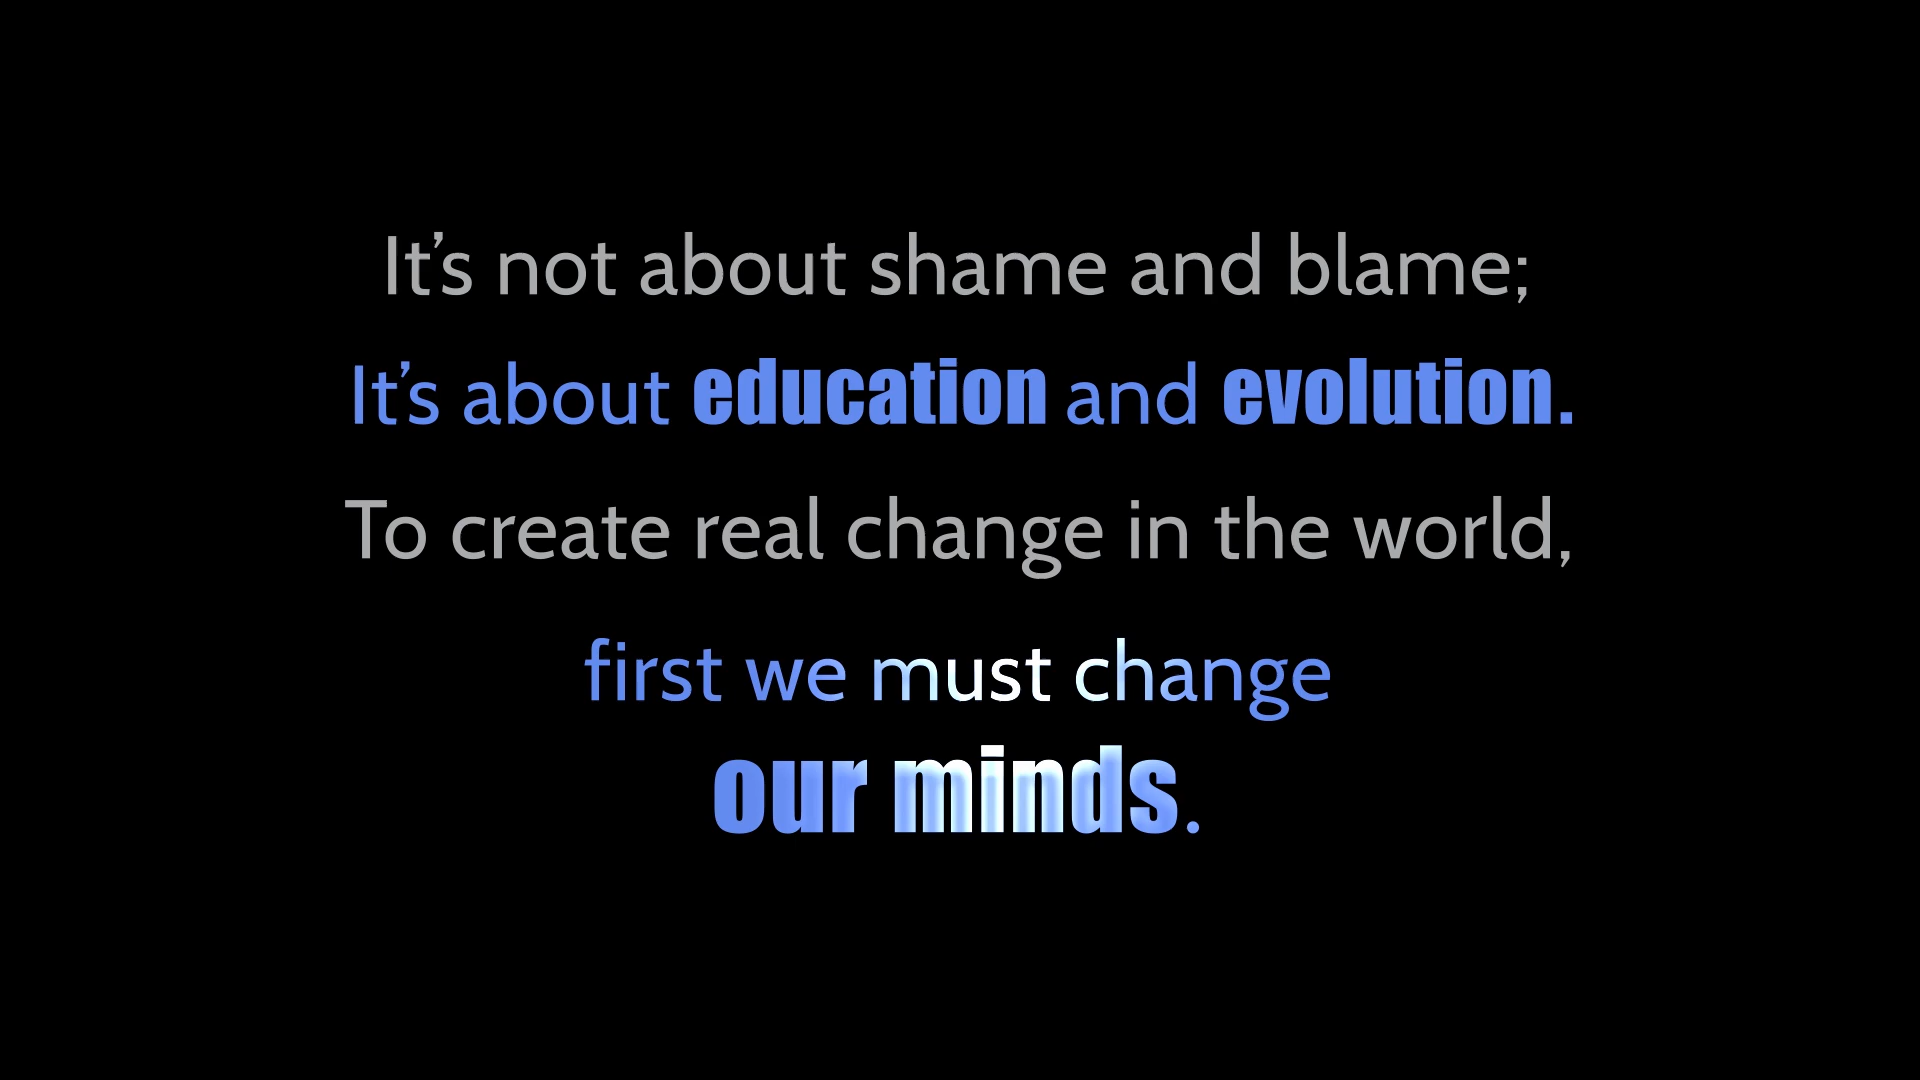 It’s not about shame and blame;
It’s about education and evolution.
To create real change in the world,
first we must change
our minds.